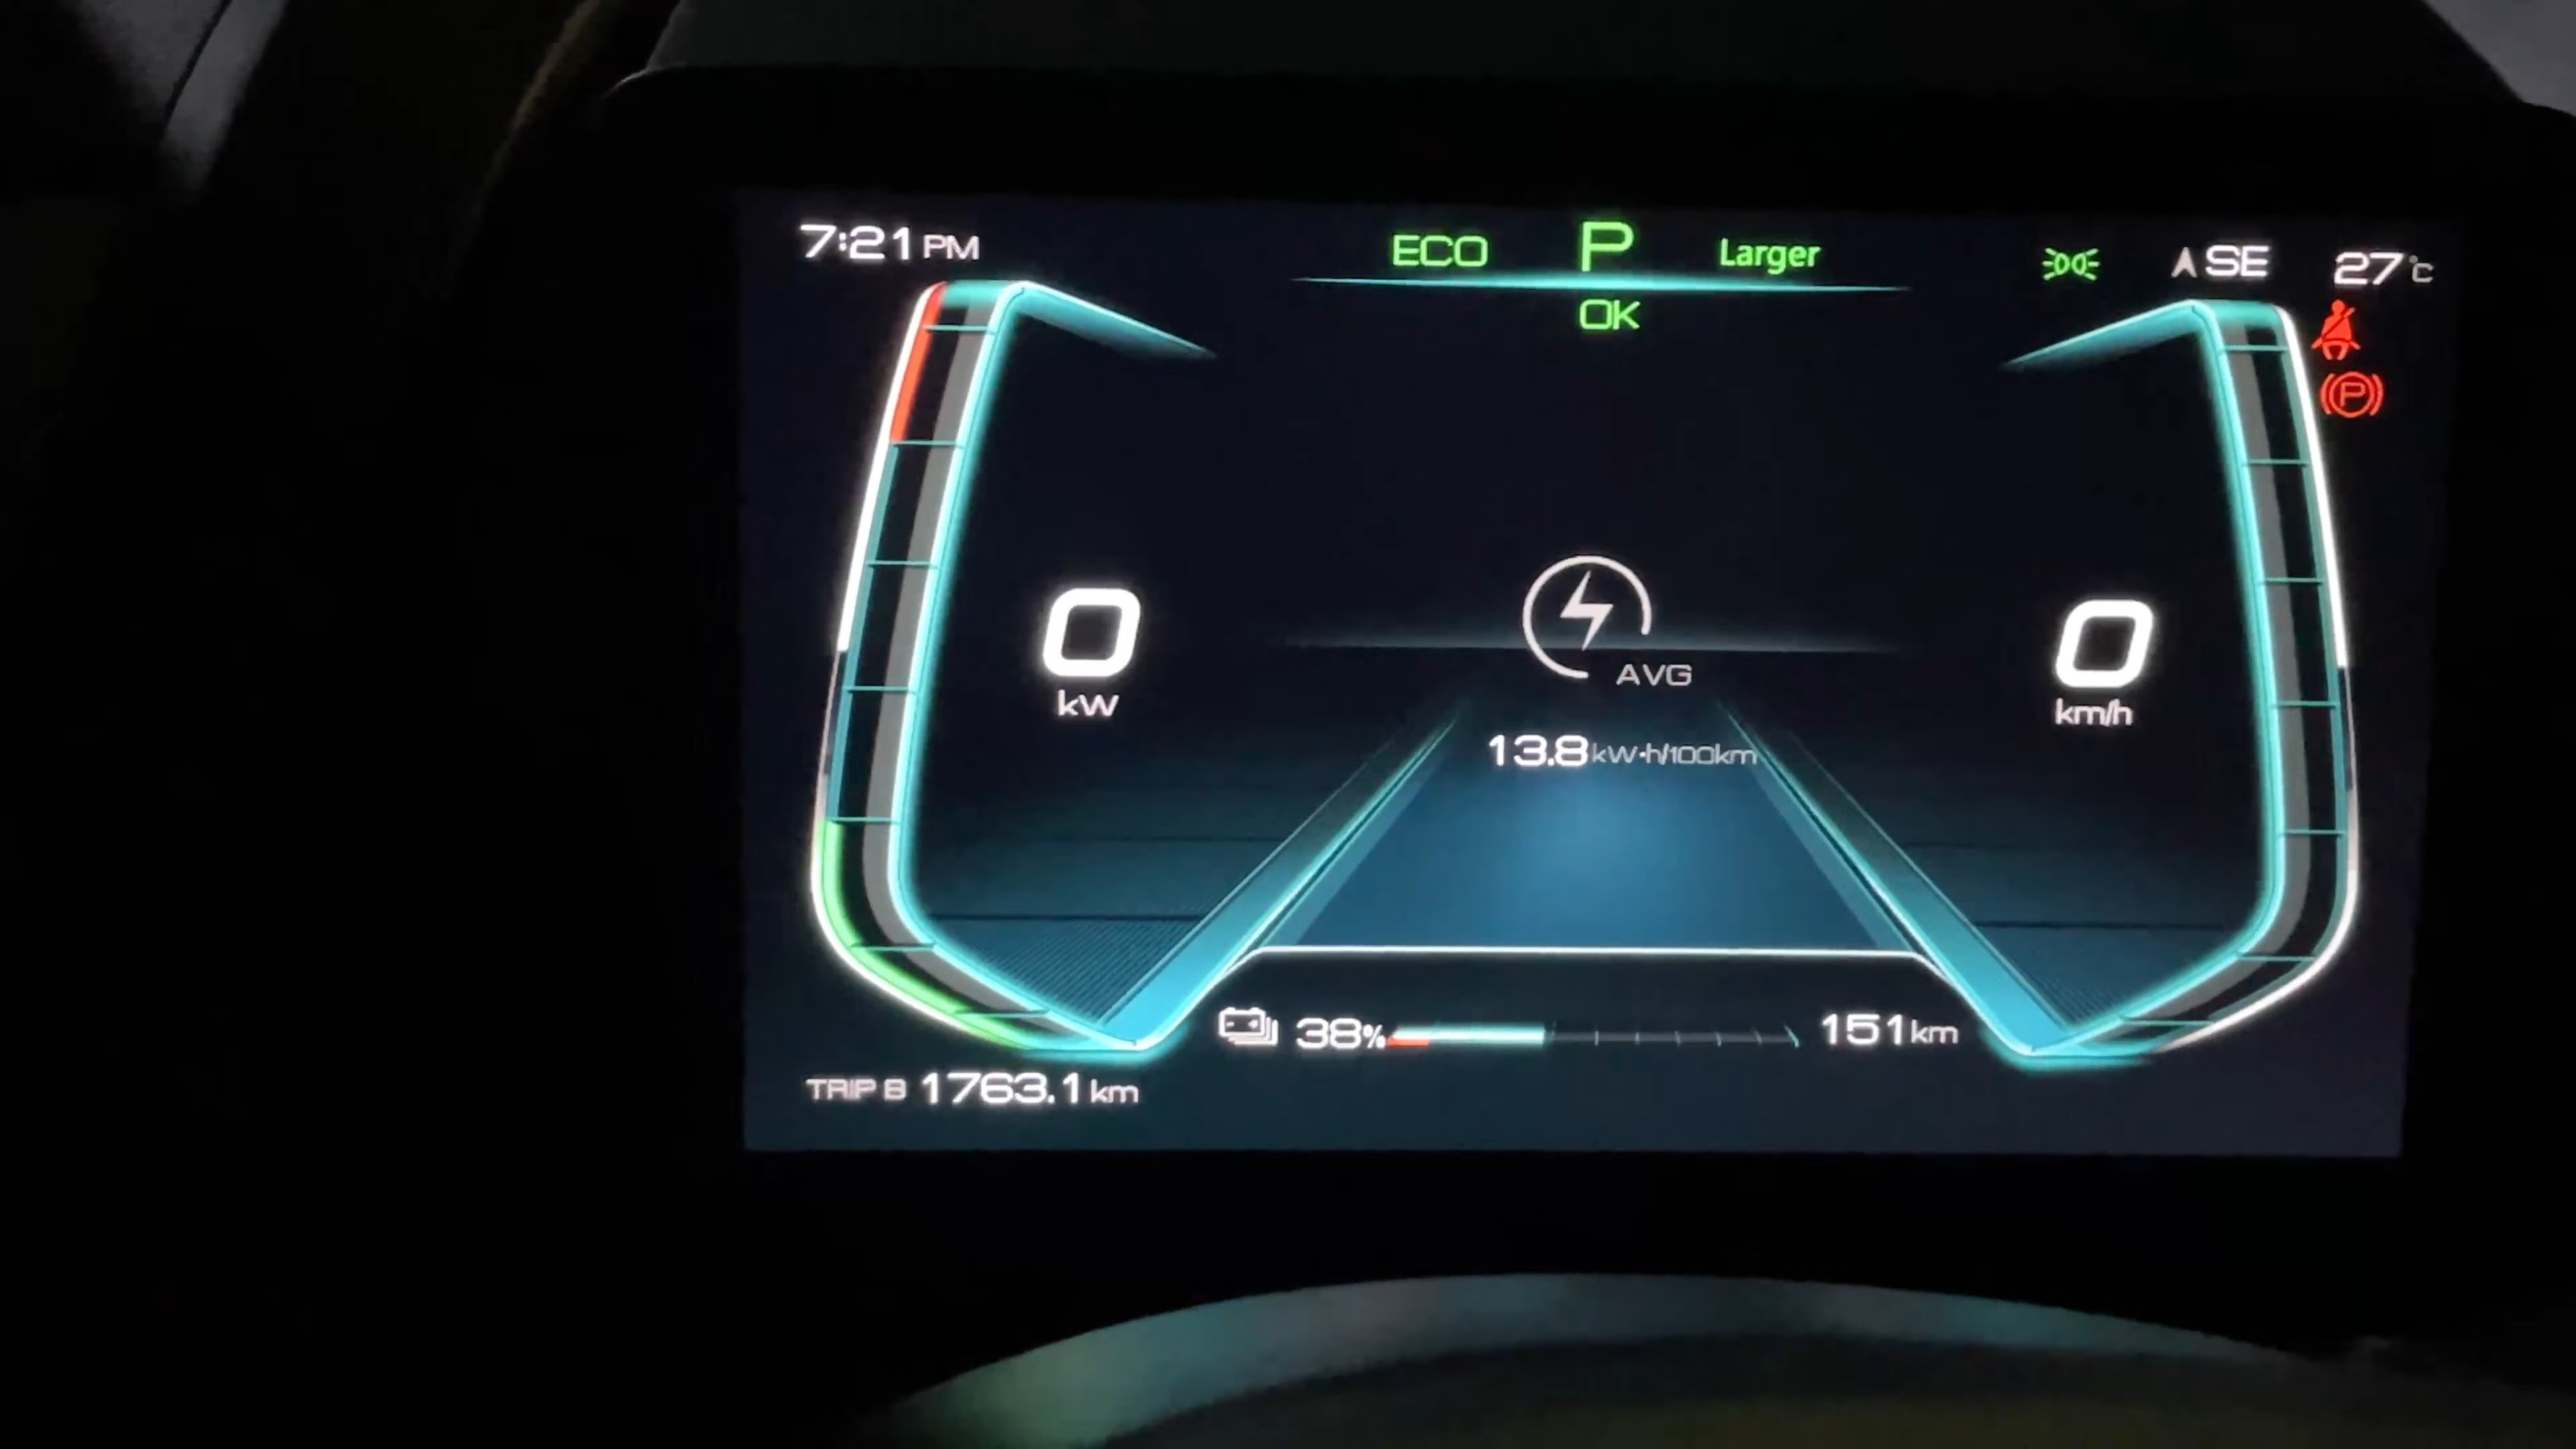 7:21 PM
ECO P Larger
SE 27°C
OK
P
0
kW
0
km/h
AVG
13.8 kW·h/100km
38% 151 km
TRIP B 1763.1 km